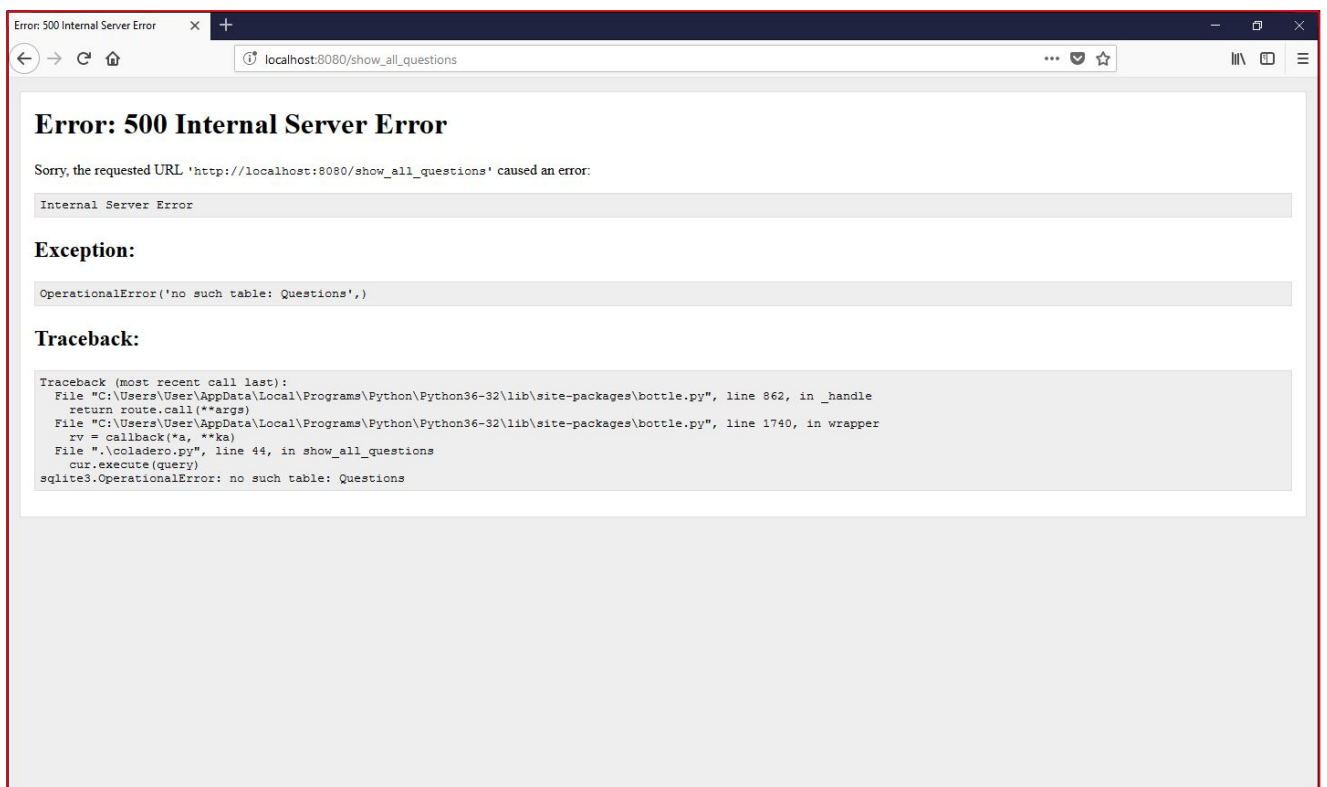 Error: 500 Internal Server Error
localhost:8080/show_all_questions
Error: 500 Internal Server Error
Sorry, the requested URL 'http://localhost:8080/show_all_questions' caused an error:
Internal Server Error
Exception:
OperationalError('no such table: Questions',)
Traceback:
Traceback (most recent call last):
  File "C:\Users\User\AppData\Local\Programs\Python\Python36-32\lib\site-packages\bottle.py", line 862, in _handle
    return route.call(**args)
  File "C:\Users\User\AppData\Local\Programs\Python\Python36-32\lib\site-packages\bottle.py", line 1740, in wrapper
    rv = callback(*a, **ka)
  File ".\coladero.py", line 44, in show_all_questions
    cur.execute(query)
sqlite3.OperationalError: no such table: Questions